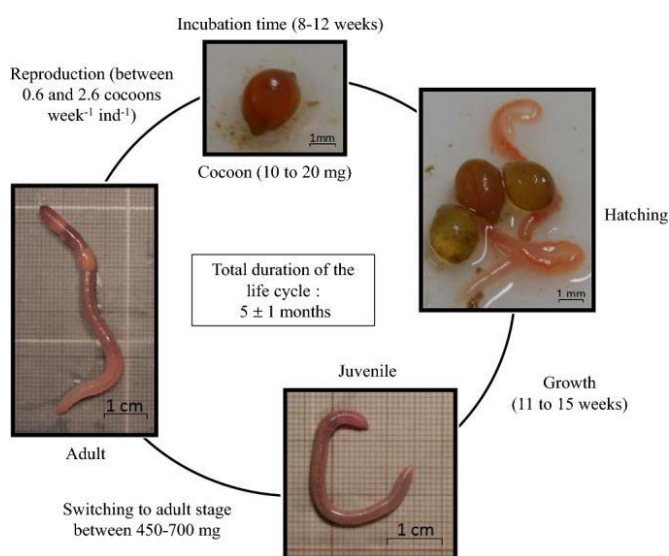 Incubation time (8-12 weeks)
Reproduction (between
0.6 and 2.6 cocoons
week⁻¹ ind⁻¹)
1mm
Cocoon (10 to 20 mg)
Hatching
1 mm
Total duration of the
life cycle :
5 ± 1 months
1 cm
Adult
Juvenile
Growth
(11 to 15 weeks)
Switching to adult stage
between 450-700 mg
1 cm